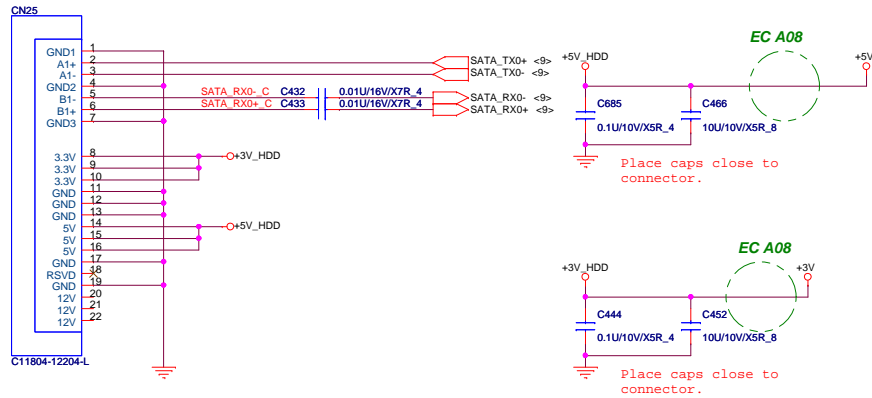 CN25
GND1 1
A1+ 2
A1- 3
GND2 4
B1- 5
B1+ 6
GND3 7
3.3V 8
3.3V 9
3.3V 10
GND 11
GND 12
GND 13
5V 14
5V 15
5V 16
GND 17
RSVD 18
GND 19
12V 20
12V 21
12V 22
C11804-12204-L
SATA_TX0+ <9>
SATA_TX0- <9>
SATA_RX0-_C C432 0.01U/16V/X7R_4 SATA_RX0- <9>
SATA_RX0+_C C433 0.01U/16V/X7R_4 SATA_RX0+ <9>
+3V_HDD
+5V_HDD
EC A08
+5V_HDD +5V
C685 C466
0.1U/10V/X5R_4 10U/10V/X5R_8
Place caps close to
connector.
EC A08
+3V_HDD +3V
C444 C452
0.1U/10V/X5R_4 10U/10V/X5R_8
Place caps close to
connector.